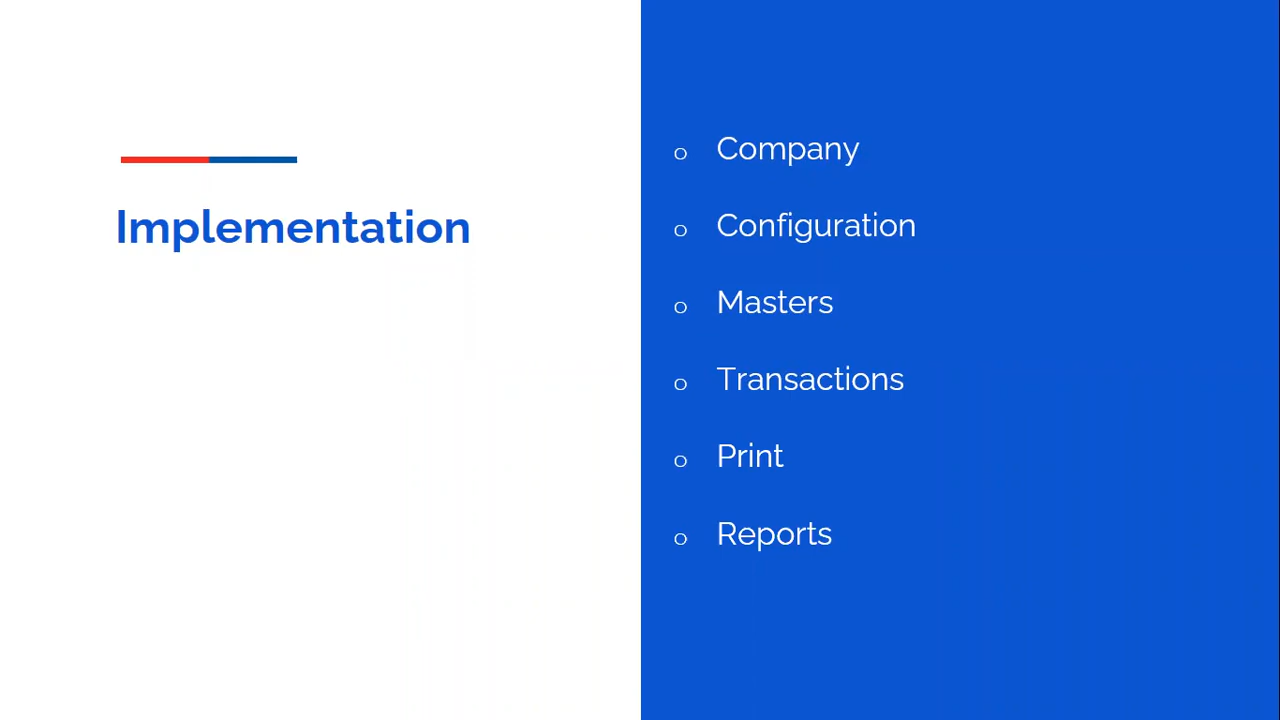 Implementation
o Company
o Configuration
o Masters
o Transactions
o Print
o Reports